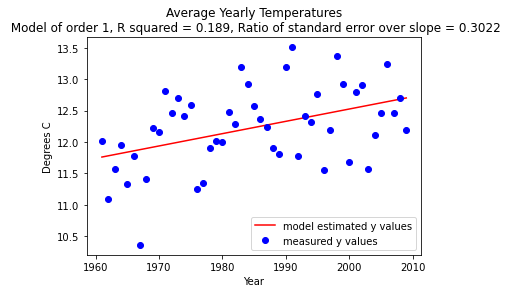 Average Yearly Temperatures
Model of order 1, R squared = 0.189, Ratio of standard error over slope = 0.3022
13.5
13.0
12.5
12.0
11.5
11.0
10.5
Degrees C
model estimated y values
measured y values
1960 1970 1980 1990 2000 2010
Year